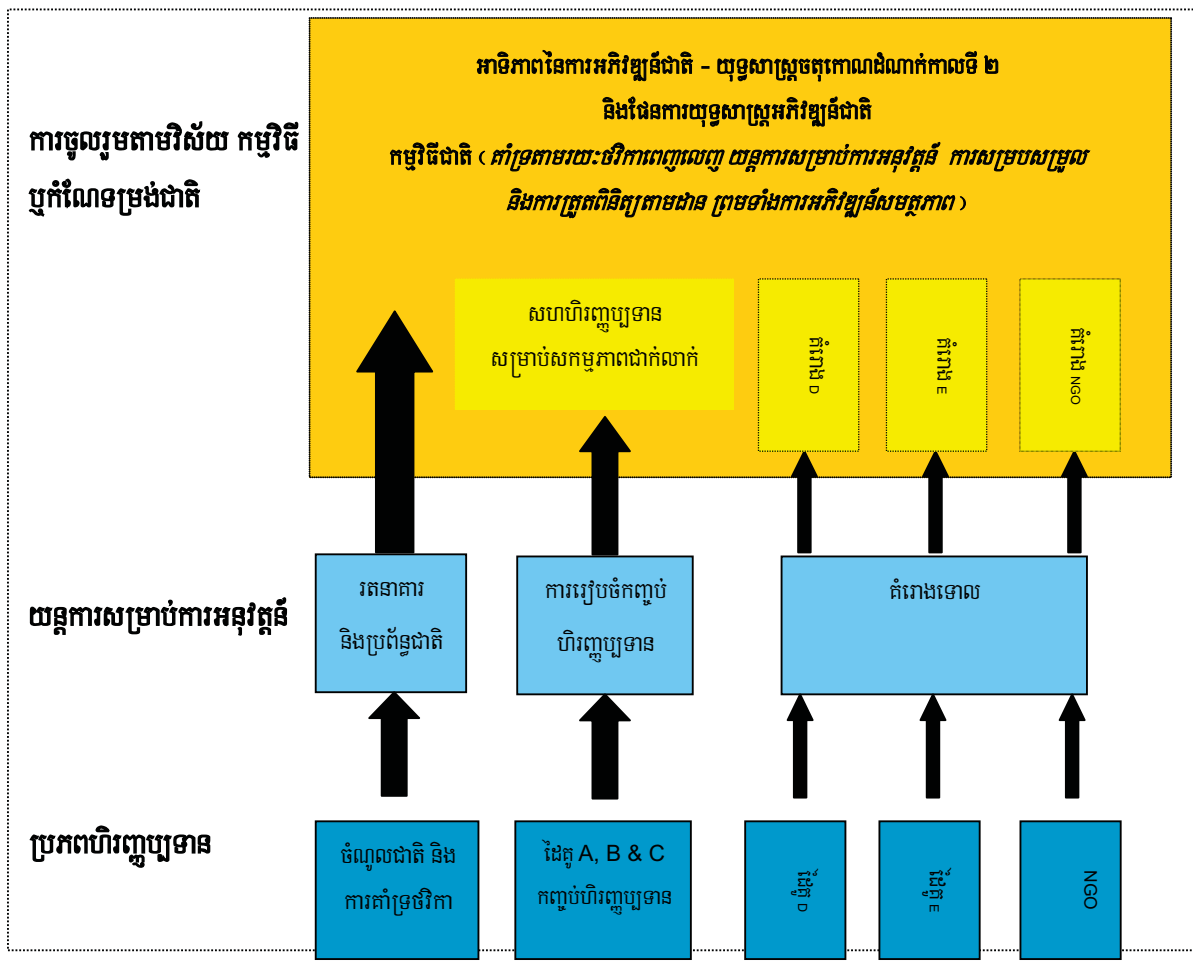 អាទិភាពនៃការអភិវឌ្ឍន៍ជាតិ – យុទ្ធសាស្ត្រចតុកោណដំណាក់កាលទី ២
និងផែនការយុទ្ធសាស្ត្រអភិវឌ្ឍន៍ជាតិ
កម្មវិធីជាតិ (គាំទ្រតាមរយៈថវិកាពេញលេញ យន្តការសម្រាប់ការអនុវត្តន៍ ការសម្របសម្រួល
និងការត្រួតពិនិត្យតាមដាន ព្រមទាំងការអភិវឌ្ឍន៍សមត្ថភាព)
ការចូលរួមតាមវិស័យ កម្មវិធី
ឬកំណែទម្រង់ជាតិ
សហហិរញ្ញប្បទាន
សម្រាប់សកម្មភាពជាក់លាក់
គំរោង D
គំរោង E
គំរោង NGO
យន្តការសម្រាប់ការអនុវត្តន៍
រតនាគារ
និងប្រព័ន្ធជាតិ
ការរៀបចំកញ្ចប់
ហិរញ្ញប្បទាន
គំរោងទោល
ប្រភពហិរញ្ញប្បទាន
ចំណូលជាតិ និង
ការគាំទ្រថវិកា
ដៃគូ A, B & C
កញ្ចប់ហិរញ្ញប្បទាន
ដៃគូ D
ដៃគូ E
NGO